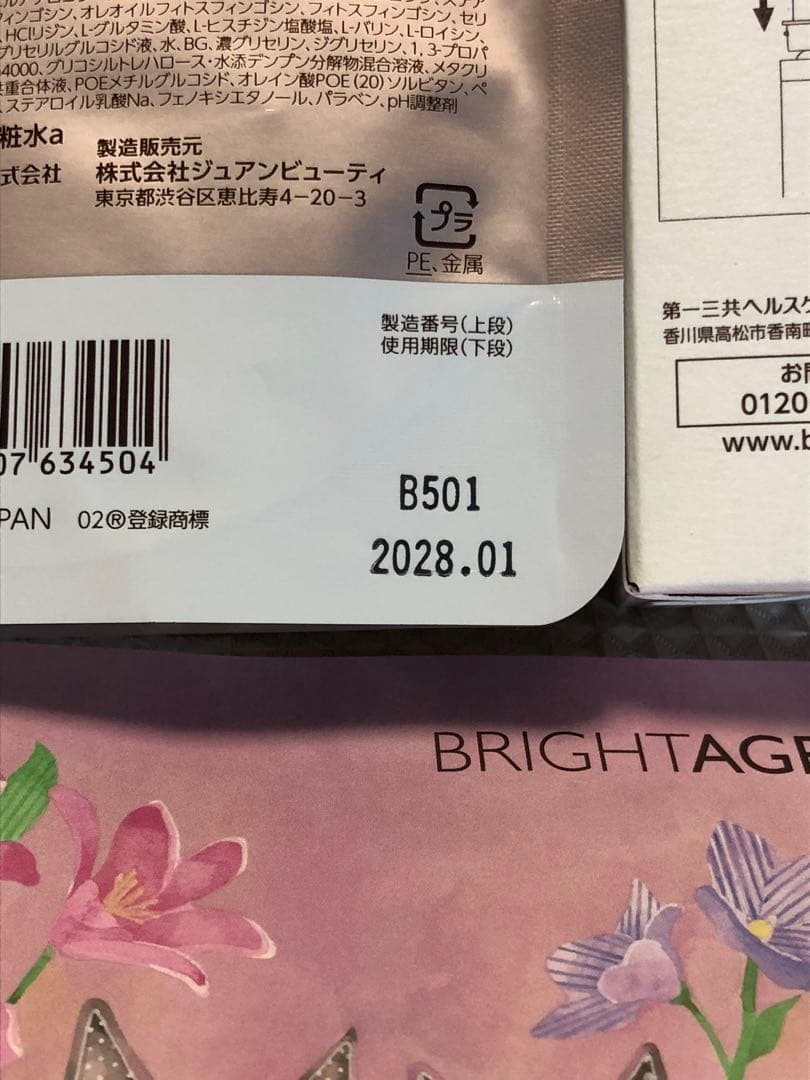 ィンゴシン、オレオイルフィトスフィンゴシン、フィトスフィンゴシン、セリ
、HClリジン、L-グルタミン酸、L-ヒスチジン塩酸塩、L-バリン、L-ロイシン、
グリセリルグルコシド液、水、BG、濃グリセリン、ジグリセリン、1, 3-プロパ
4000、グリコシルトレハロース・水添デンプン分解物混合溶液、メタクリ
重合体液、POEメチルグルコシド、オレイン酸POE（20）ソルビタン、ペ
、ステアロイル乳酸Na、フェノキシエタノール、パラベン、pH調整剤
粧水a
式会社
製造販売元
株式会社ジュアンビューティ
東京都渋谷区恵比寿4-20-3
プラ
PE、金属
製造番号（上段）
使用期限（下段）
07 634504
PAN 02®登録商標
B501
2028.01
第一三共ヘルスケ
香川県高松市香南町
お問
0120
www.b
BRIGHTAGE